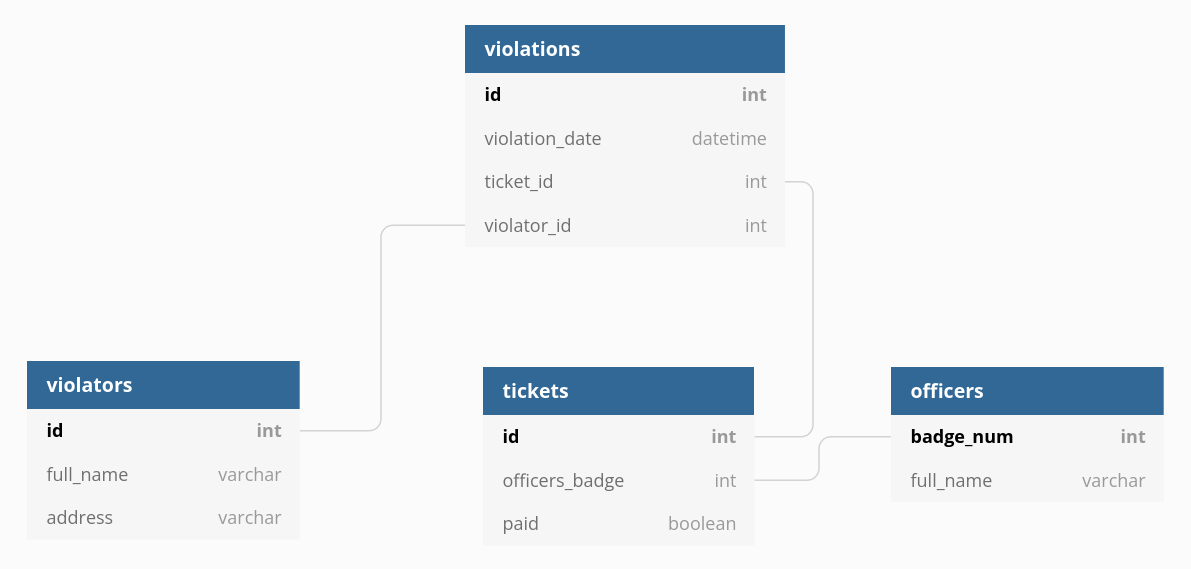 violations
id int
violation_date datetime
ticket_id int
violator_id int
violators
id int
full_name varchar
address varchar
tickets
id int
officers_badge int
paid boolean
officers
badge_num int
full_name varchar